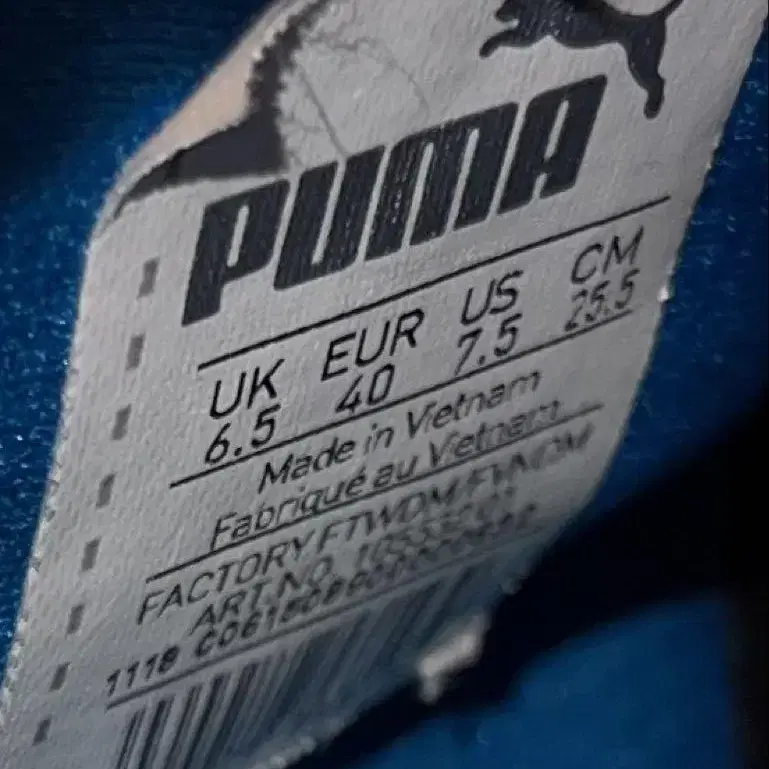 PUMA
UK EUR US CM
6.5 40 7.5 25.5
Made in Vietnam
Fabriqué au Vietnam
FACTORY FTWDM
ART.NO.
1118